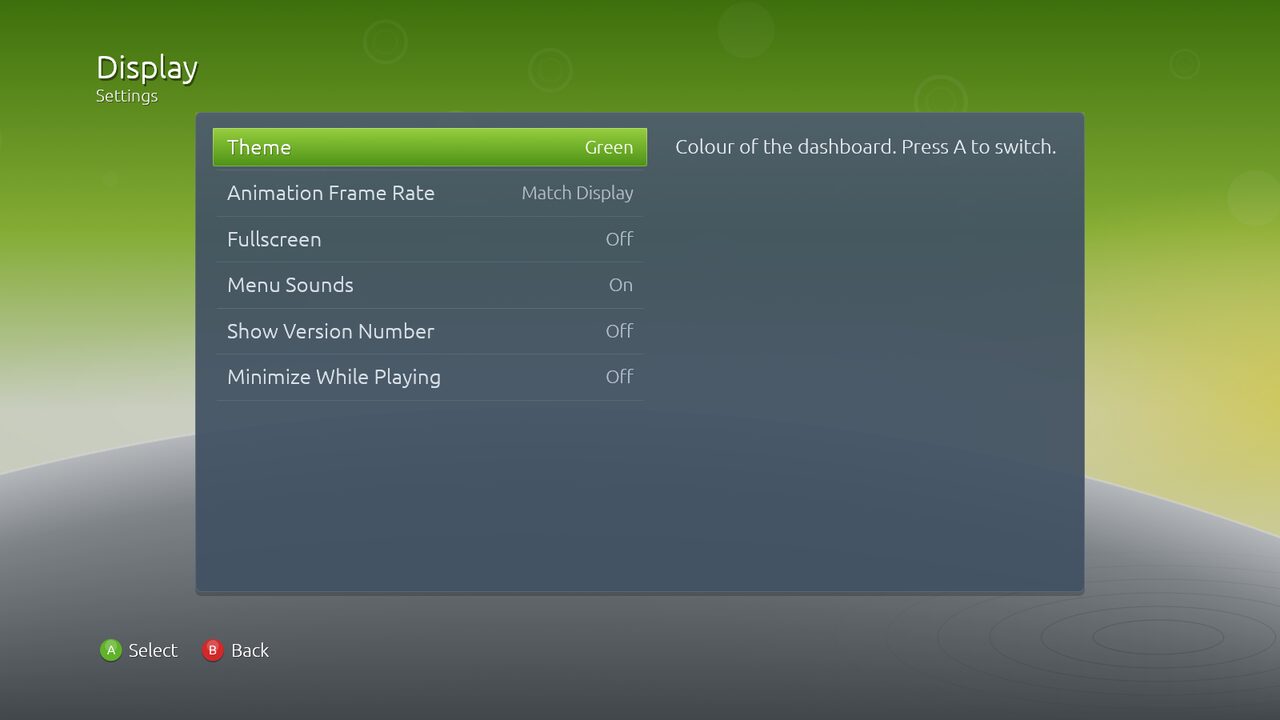 Display
Settings
Theme Green
Colour of the dashboard. Press A to switch.
Animation Frame Rate Match Display
Fullscreen Off
Menu Sounds On
Show Version Number Off
Minimize While Playing Off
A Select B Back